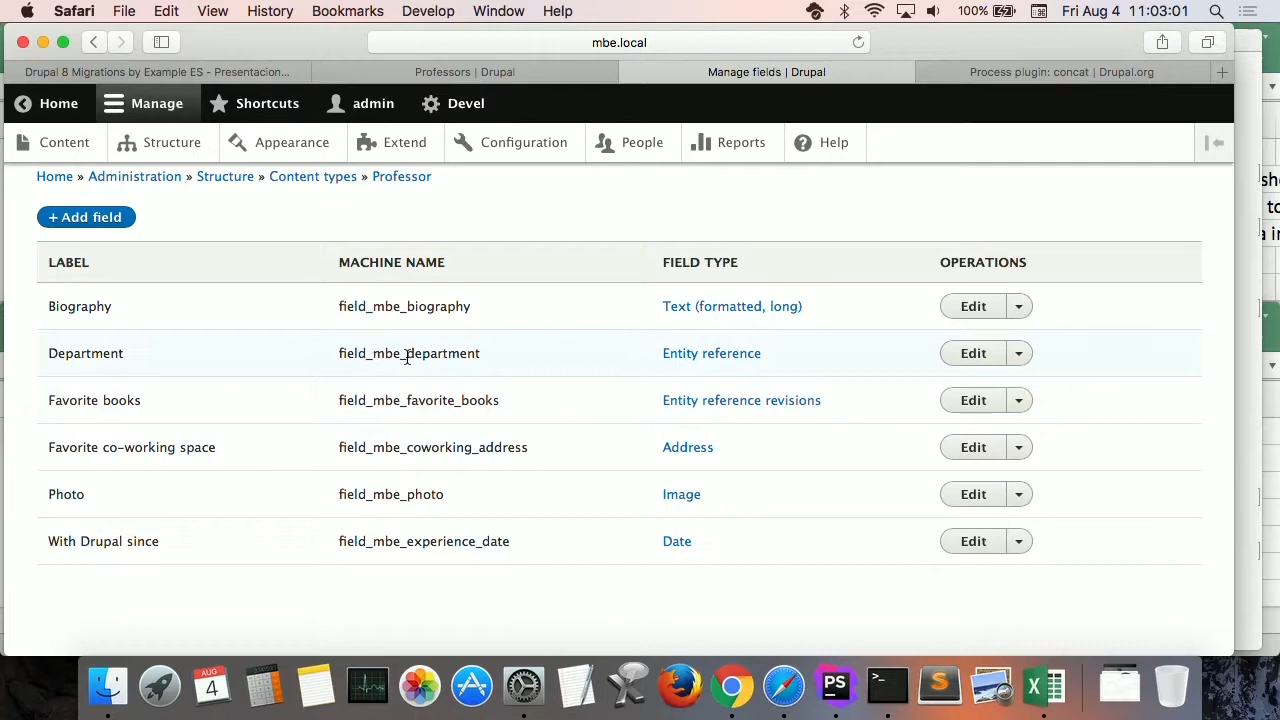 Safari File Edit View History Bookmarks Develop Window Help 100% Fri Aug 4 11:03:01
mbe.local
Drupal 8 Migrations by Example ES - Presentacion... Professors | Drupal Manage fields | Drupal Process plugin: concat | Drupal.org
Home Manage Shortcuts admin Devel
Content Structure Appearance Extend Configuration People Reports Help
Home » Administration » Structure » Content types » Professor
+ Add field
LABEL MACHINE NAME FIELD TYPE OPERATIONS
Biography field_mbe_biography Text (formatted, long) Edit
Department field_mbe_department Entity reference Edit
Favorite books field_mbe_favorite_books Entity reference revisions Edit
Favorite co-working space field_mbe_coworking_address Address Edit
Photo field_mbe_photo Image Edit
With Drupal since field_mbe_experience_date Date Edit
AUG
4
PS